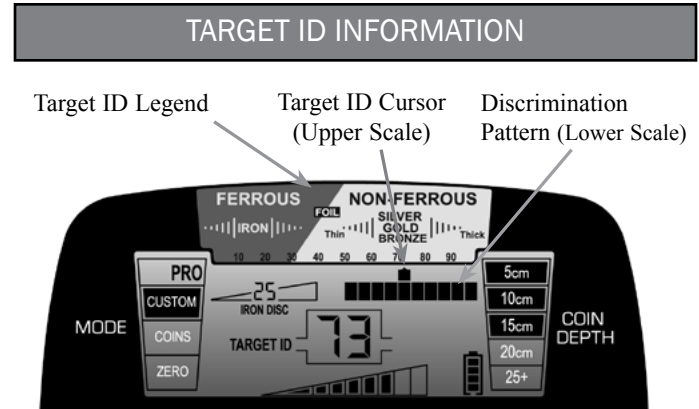 TARGET ID INFORMATION
Target ID Legend
Target ID Cursor
(Upper Scale)
Discrimination
Pattern (Lower Scale)
FERROUS
NON-FERROUS
FOIL
IRON
Thin
SILVER
GOLD
BRONZE
Thick
10 20 30 40 50 60 70 80 90
MODE
PRO
CUSTOM
COINS
ZERO
25
IRON DISC
TARGET ID
73
5cm
10cm
15cm
20cm
25+
COIN
DEPTH